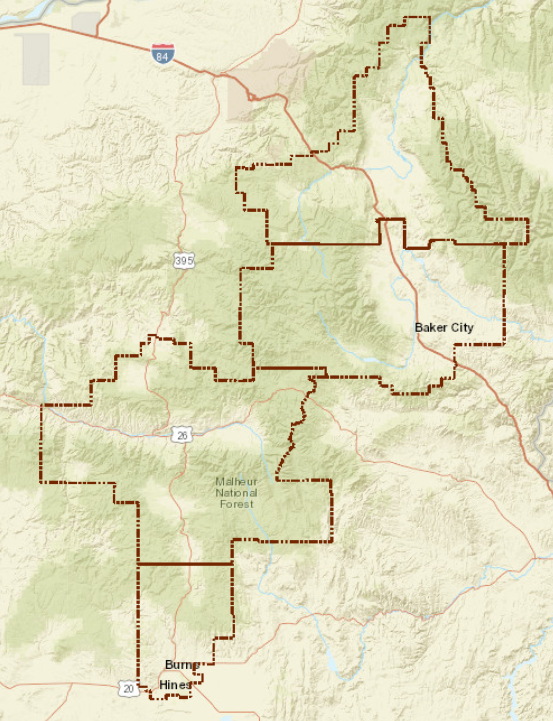 84
395
Baker City
26
Malheur
National
Forest
Burns
Hines
20